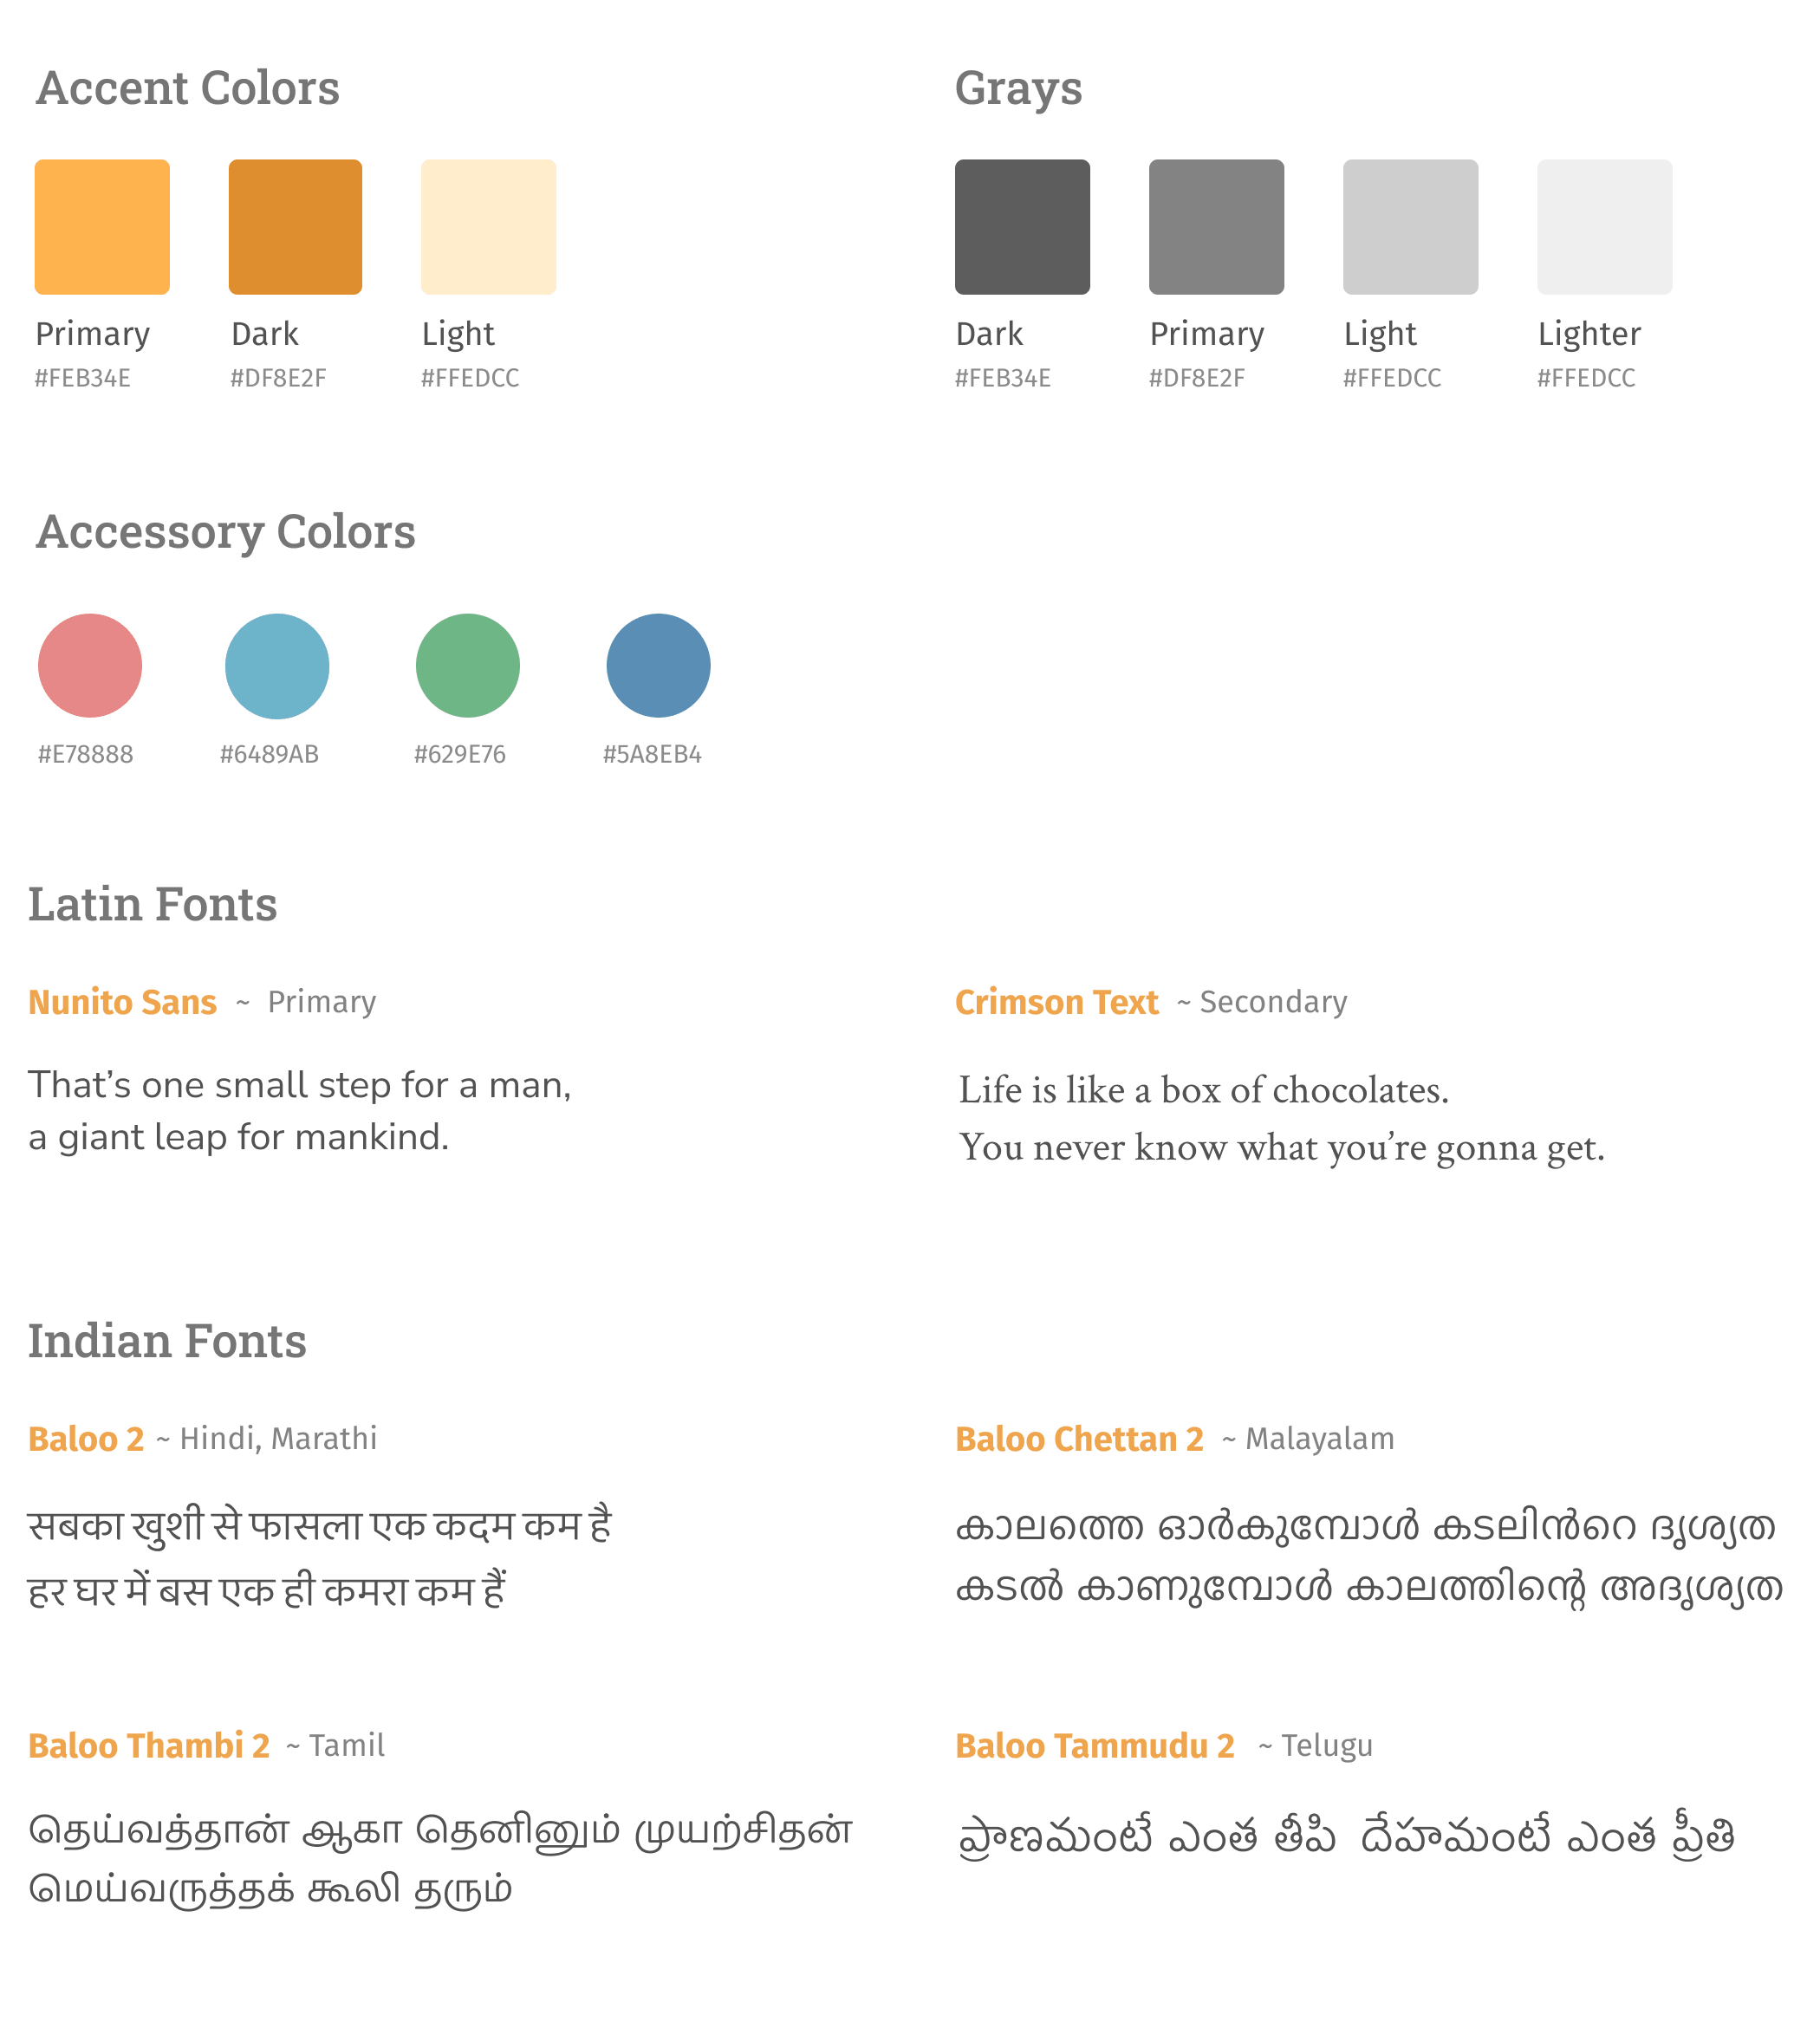 Accent Colors
Primary
#FEB34E
Dark
#DF8E2F
Light
#FFEDCC
Grays
Dark
#FEB34E
Primary
#DF8E2F
Light
#FFEDCC
Lighter
#FFEDCC
Accessory Colors
#E78888
#6489AB
#629E76
#5A8EB4
Latin Fonts
Nunito Sans ~ Primary
That’s one small step for a man,
a giant leap for mankind.
Crimson Text ~ Secondary
Life is like a box of chocolates.
You never know what you’re gonna get.
Indian Fonts
Baloo 2 ~ Hindi, Marathi
सबका खुशी से फासला एक कदम कम है
हर घर में बस एक ही कमरा कम हैं
Baloo Chettan 2 ~ Malayalam
കാലത്തെ ഓർകുമ്പോൾ കടലിൻറെ ദൃശ്യത
കടൽ കാണുമ്പോൾ കാലത്തിന്റെ അദൃശ്യത
Baloo Thambi 2 ~ Tamil
தெய்வத்தான் ஆகா தெனினும் முயற்சிதன்
மெய்வருத்தக் கூலி தரும்
Baloo Tammudu 2 ~ Telugu
ప్రాణమంటే ఎంత తీపి దేహమంటే ఎంత ప్రీతి